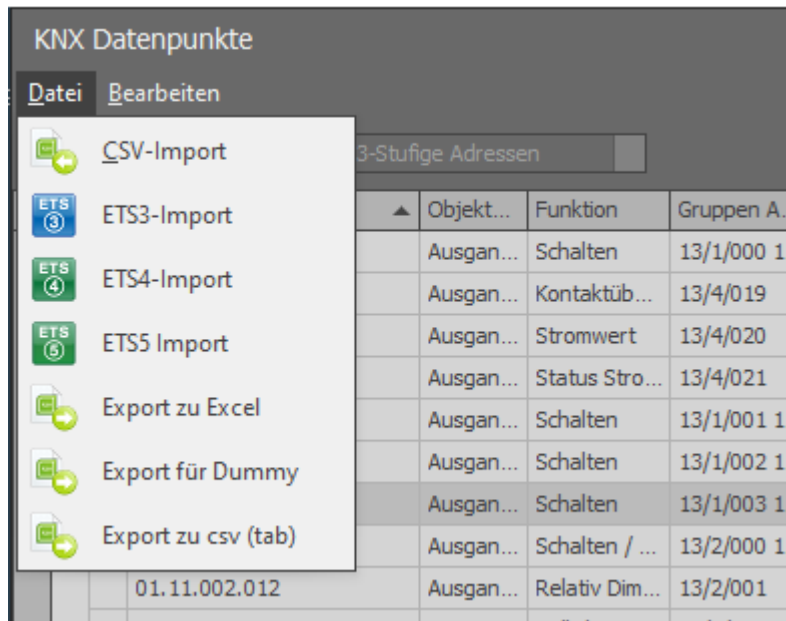 KNX Datenpunkte
Datei Bearbeiten
CSV-Import
3-Stufige Adressen
ETS 3 ETS3-Import
Objekt... Funktion Gruppen A.
Ausgan... Schalten 13/1/000 1
ETS 4 ETS4-Import
Ausgan... Kontaktüb... 13/4/019
ETS 5 ETS5 Import
Ausgan... Stromwert 13/4/020
Ausgan... Status Stro... 13/4/021
Export zu Excel
Ausgan... Schalten 13/1/001 1
Export für Dummy
Ausgan... Schalten 13/1/002 1
Ausgan... Schalten 13/1/003 1
Export zu csv (tab)
Ausgan... Schalten / ... 13/2/000 1
01.11.002.012 Ausgan... Relativ Dim... 13/2/001